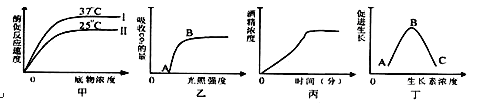 酶促反应速度
37℃
I
25℃
II
0
底物浓度
甲
吸收CO₂的量
A
B
0
光照强度
乙
酒精浓度
0
时间(分)
丙
促进生长
A
B
C
0
生长素浓度
丁